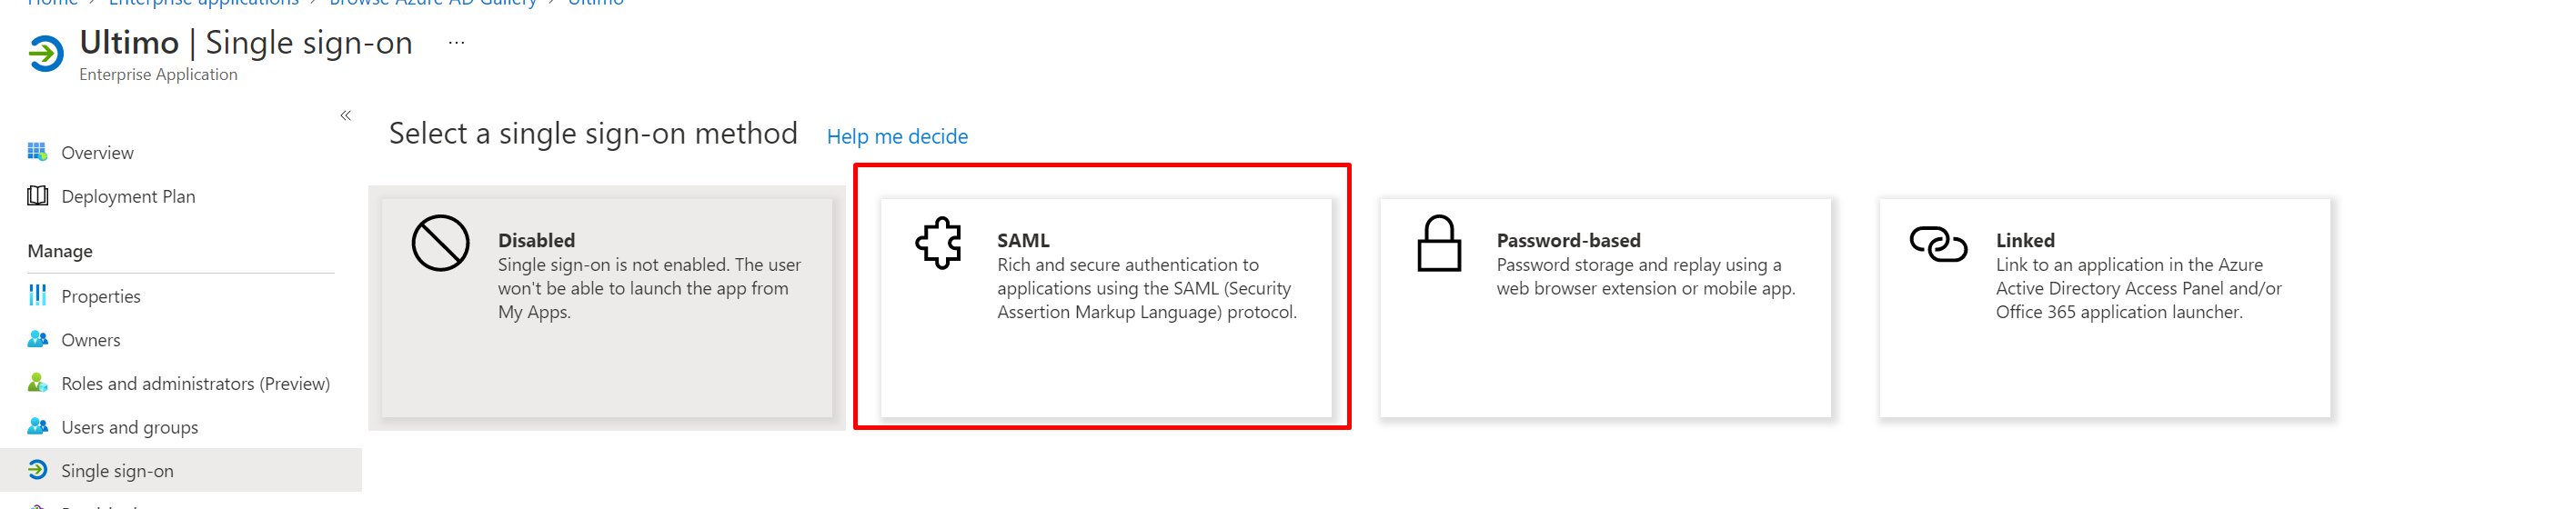 Home > Enterprise applications > Browse Azure AD Gallery > Ultimo
Ultimo | Single sign-on ...
Enterprise Application
«
Overview
Deployment Plan
Manage
Properties
Owners
Roles and administrators (Preview)
Users and groups
Single sign-on
Select a single sign-on method Help me decide
Disabled
Single sign-on is not enabled. The user
won't be able to launch the app from
My Apps.
SAML
Rich and secure authentication to
applications using the SAML (Security
Assertion Markup Language) protocol.
Password-based
Password storage and replay using a
web browser extension or mobile app.
Linked
Link to an application in the Azure
Active Directory Access Panel and/or
Office 365 application launcher.